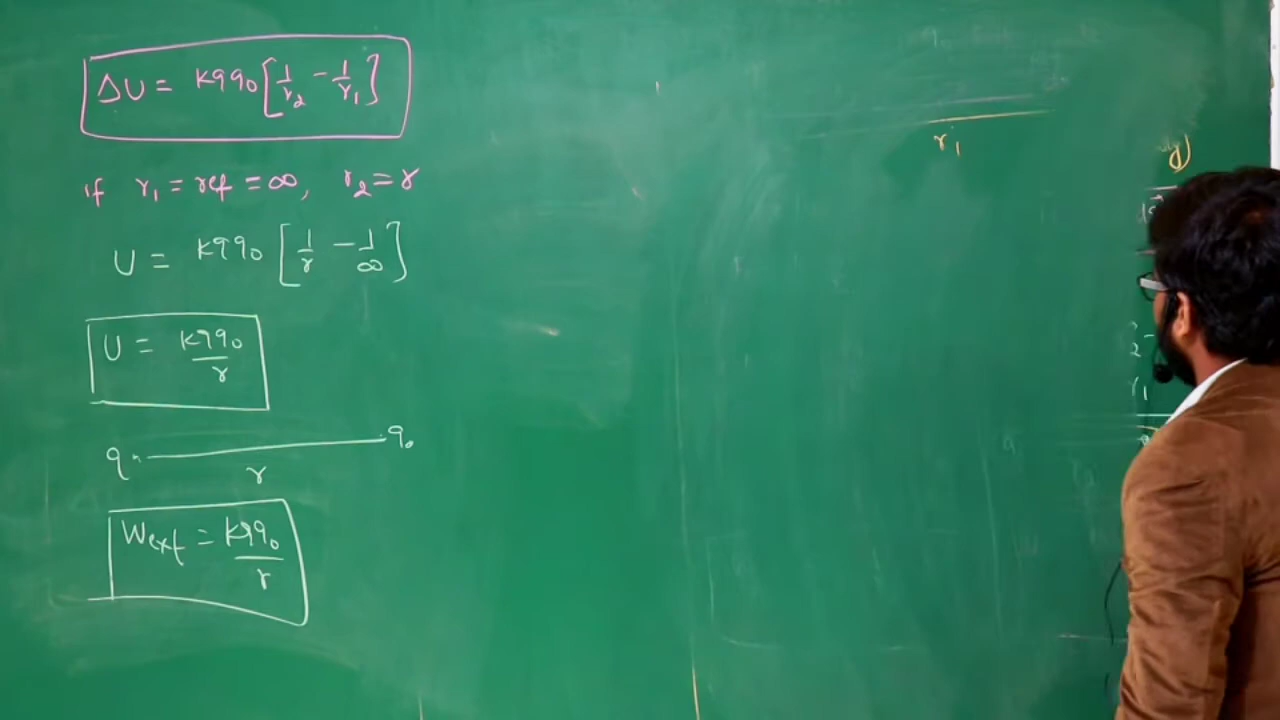 ΔU = kqq₀[1/r₂ - 1/r₁]
if r₁ = ref = ∞, r₂ = r
U = kqq₀[1/r - 1/∞]
U = kqq₀/r
q q₀
r
Wext = kqq₀/r
r₁